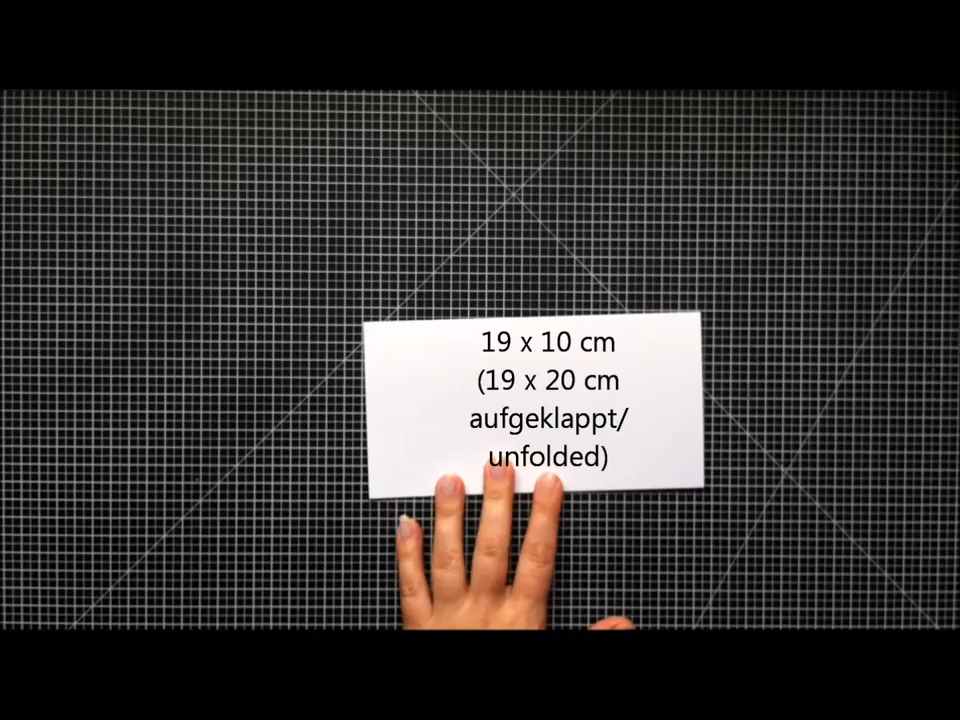 19 x 10 cm
(19 x 20 cm
aufgeklappt/
unfolded)